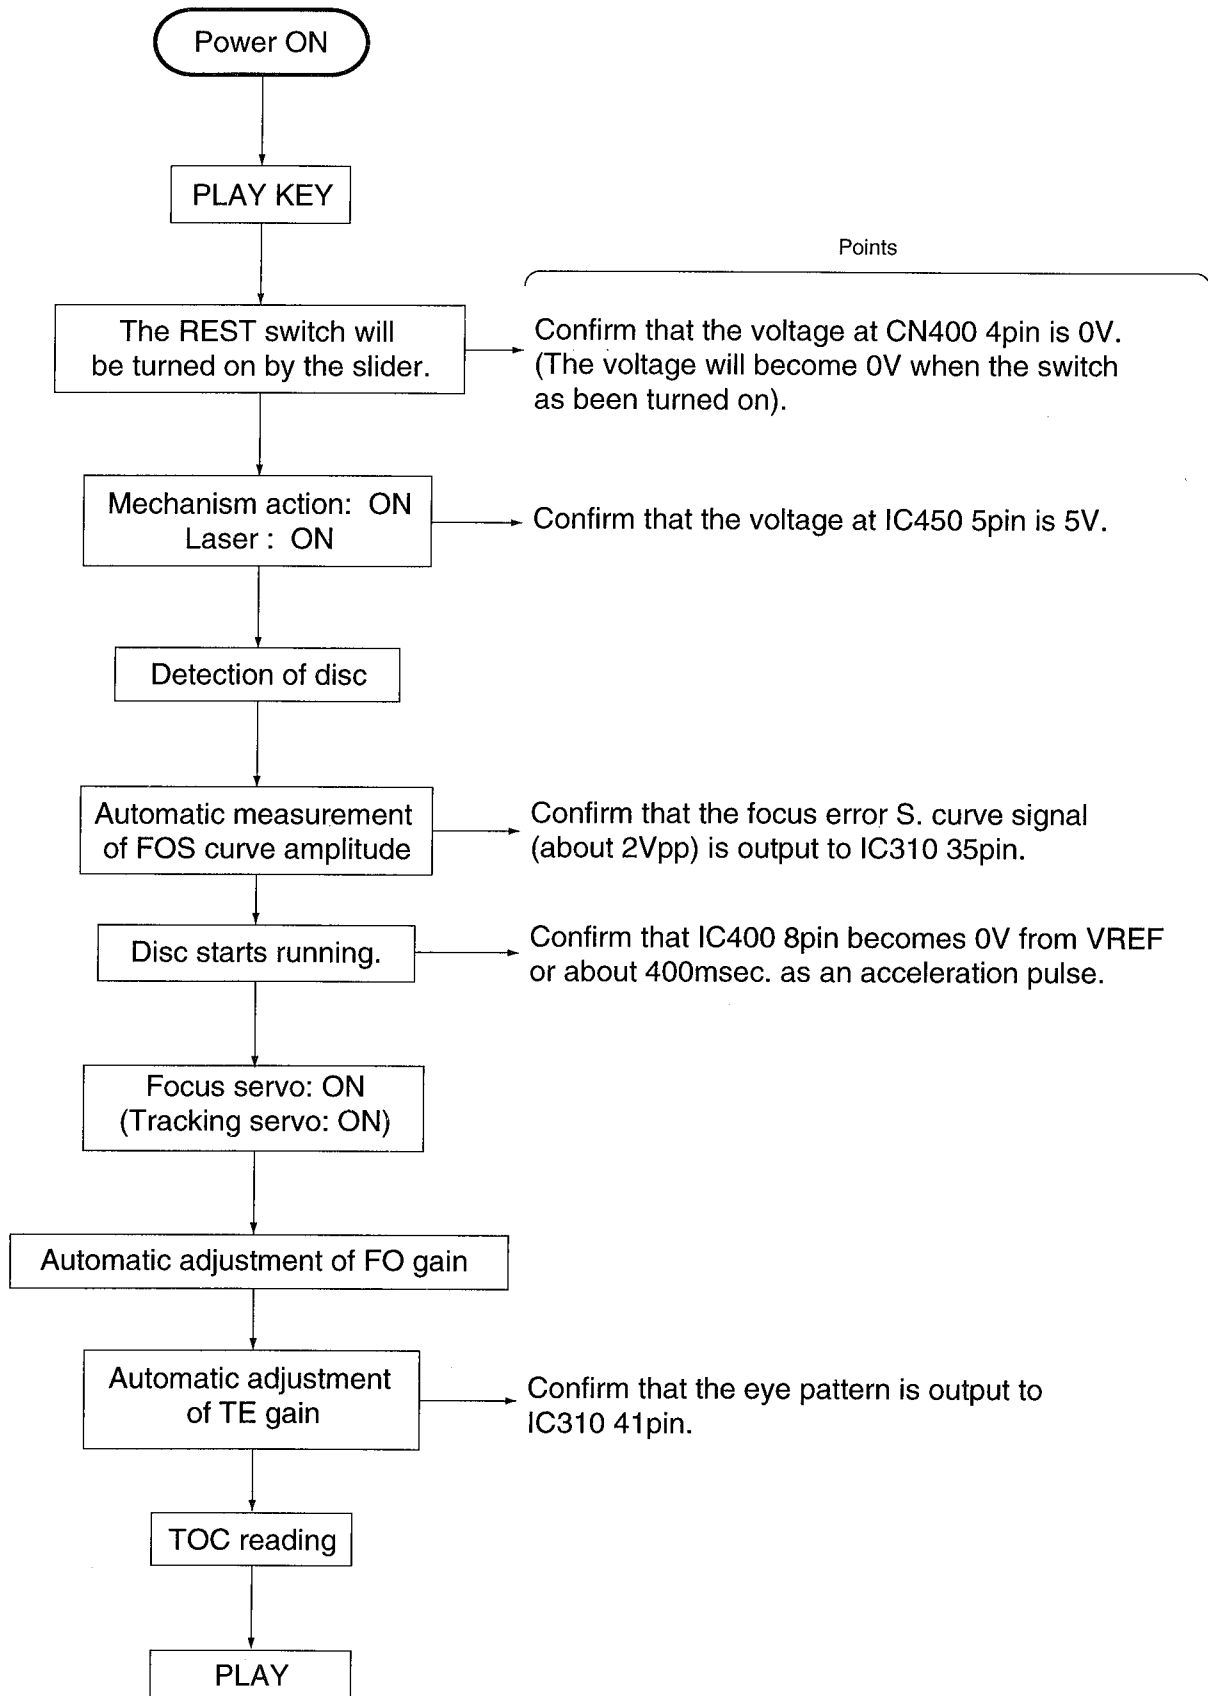 Power ON
PLAY KEY
Points
The REST switch will
be turned on by the slider.
Confirm that the voltage at CN400 4pin is 0V.
(The voltage will become 0V when the switch
as been turned on).
Mechanism action: ON
Laser : ON
Confirm that the voltage at IC450 5pin is 5V.
Detection of disc
Automatic measurement
of FOS curve amplitude
Confirm that the focus error S. curve signal
(about 2Vpp) is output to IC310 35pin.
Disc starts running.
Confirm that IC400 8pin becomes 0V from VREF
or about 400msec. as an acceleration pulse.
Focus servo: ON
(Tracking servo: ON)
Automatic adjustment of FO gain
Automatic adjustment
of TE gain
Confirm that the eye pattern is output to
IC310 41pin.
TOC reading
PLAY